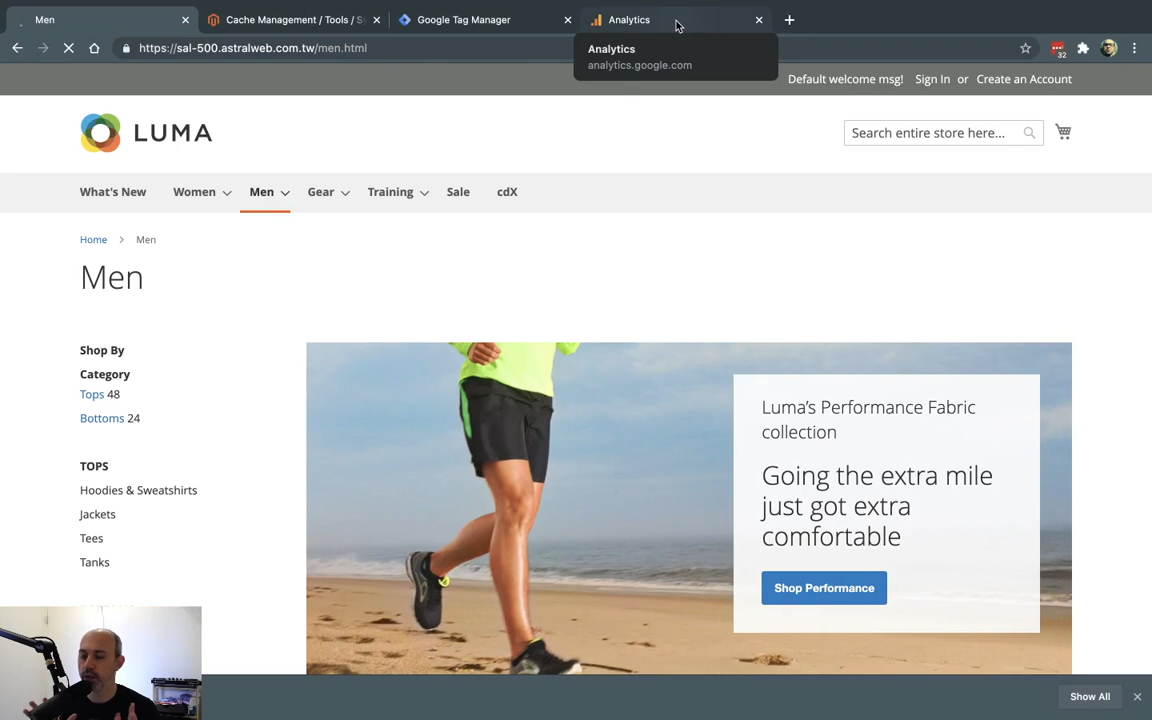 Men
Cache Management / Tools / S
Google Tag Manager
Analytics
https://sal-500.astralweb.com.tw/men.html
32
Analytics
analytics.google.com
Default welcome msg! Sign In or Create an Account
LUMA
Search entire store here...
What's New Women Men Gear Training Sale cdX
Home Men
Men
Shop By
Category
Tops 48
Bottoms 24
TOPS
Hoodies & Sweatshirts
Jackets
Tees
Tanks
Luma's Performance Fabric
collection
Going the extra mile
just got extra
comfortable
Shop Performance
Show All